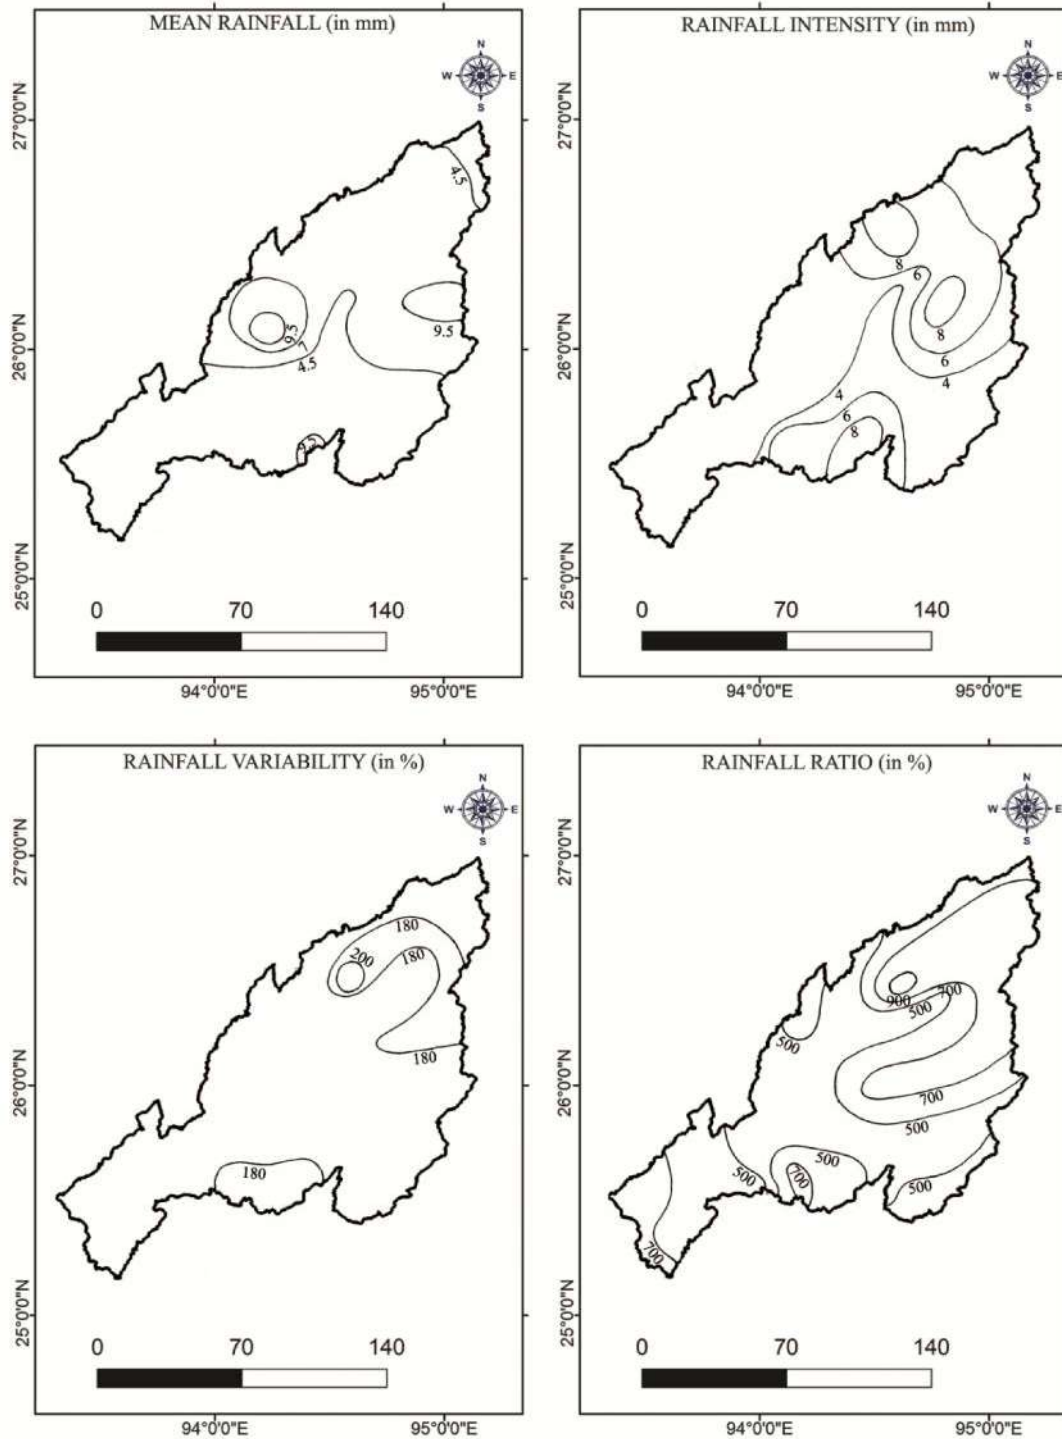 MEAN RAINFALL (in mm)
N
W E
S
27°0'0"N
26°0'0"N
25°0'0"N
4.5
9.5
7
4.5
9.5
9.5
0 70 140
94°0'0"E 95°0'0"E
RAINFALL INTENSITY (in mm)
N
W E
S
27°0'0"N
26°0'0"N
25°0'0"N
8
6
8
6
4
4
6
8
0 70 140
94°0'0"E 95°0'0"E
RAINFALL VARIABILITY (in %)
N
W E
S
27°0'0"N
26°0'0"N
25°0'0"N
180
200
180
180
180
0 70 140
94°0'0"E 95°0'0"E
RAINFALL RATIO (in %)
N
W E
S
27°0'0"N
26°0'0"N
25°0'0"N
700
900
500
500
700
500
500
500
700
500
700
0 70 140
94°0'0"E 95°0'0"E